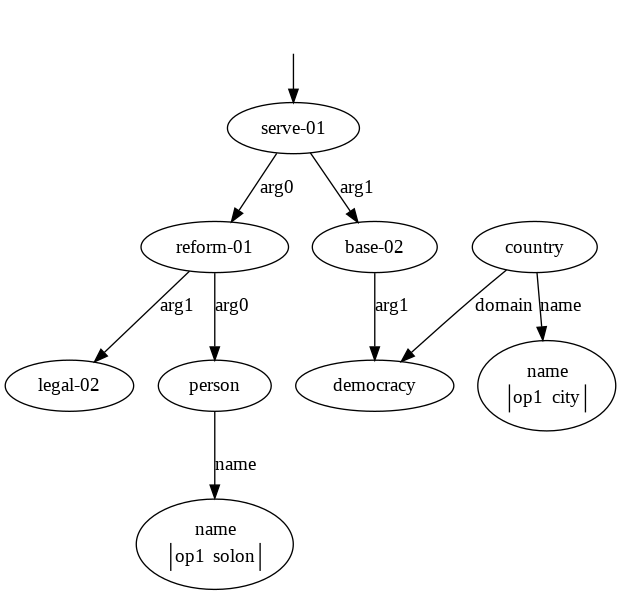 serve-01
arg0
arg1
reform-01
base-02
country
arg1
arg0
arg1
domain
name
legal-02
person
democracy
name
op1 city
name
name
op1 solon